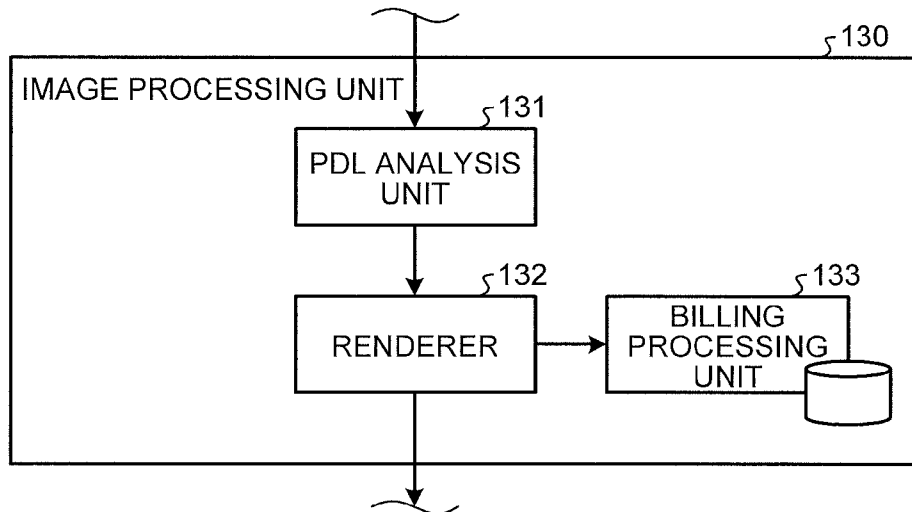 130
IMAGE PROCESSING UNIT
131
PDL ANALYSIS
UNIT
132
RENDERER
133
BILLING
PROCESSING
UNIT